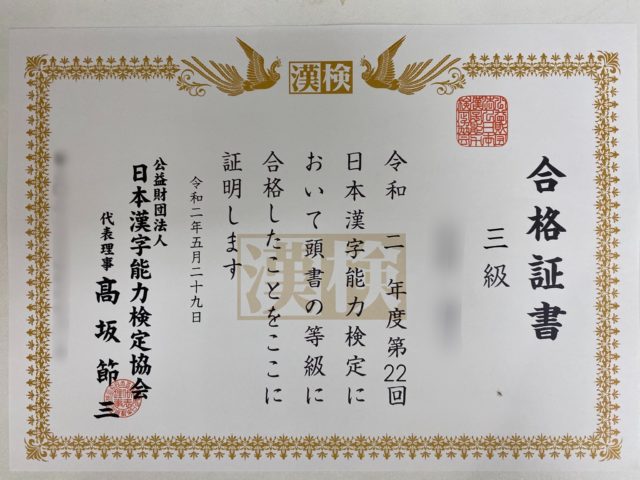 漢検
合格証書
三級
令和二年度第22回
日本漢字能力検定に
おいて頭書の等級に
合格したことをここに
証明します
令和二年五月二十九日
公益財団法人
日本漢字能力検定協会
代表理事 髙坂節三
漢検